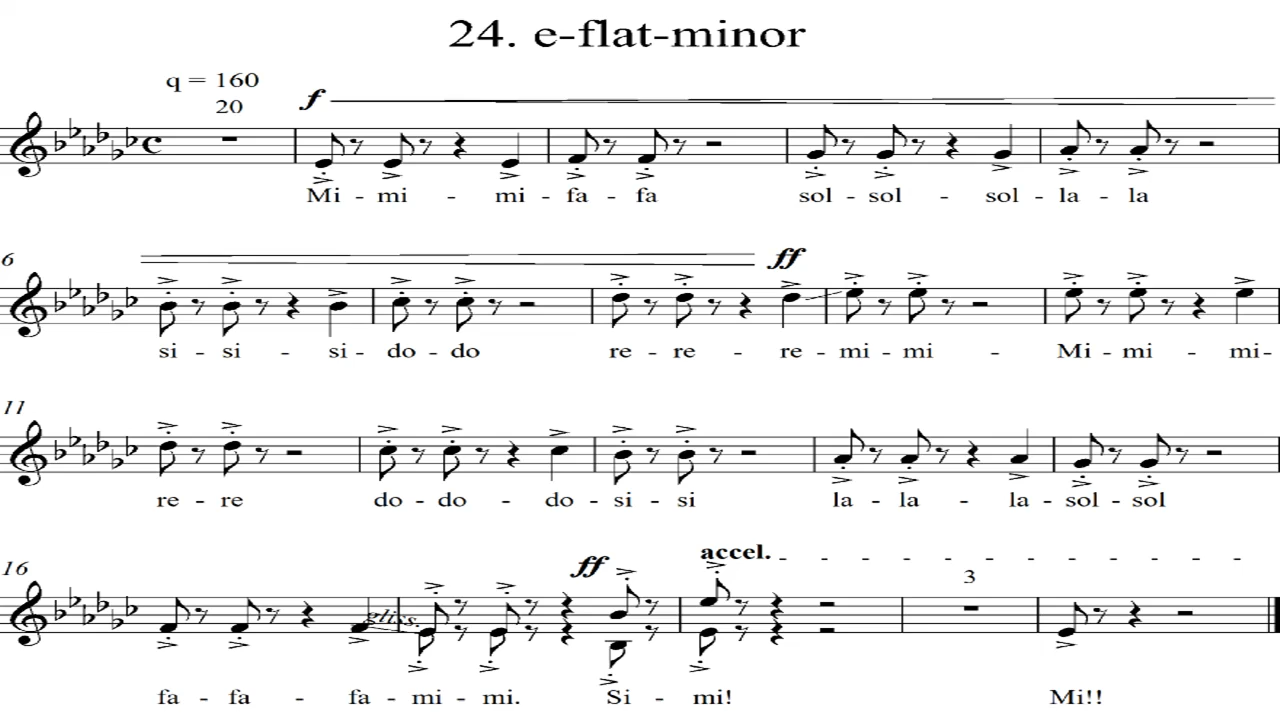 24. e-flat-minor
q = 160
20
f
Mi - mi - mi - fa - fa sol - sol - sol - la - la
6
ff
si - si - si - do - do re - re - re - mi - mi - Mi - mi - mi-
11
re - re do - do - do - si - si la - la - la - sol - sol
16
ff
accel.
3
gliss.
fa - fa - fa - mi - mi. Si - mi! Mi!!